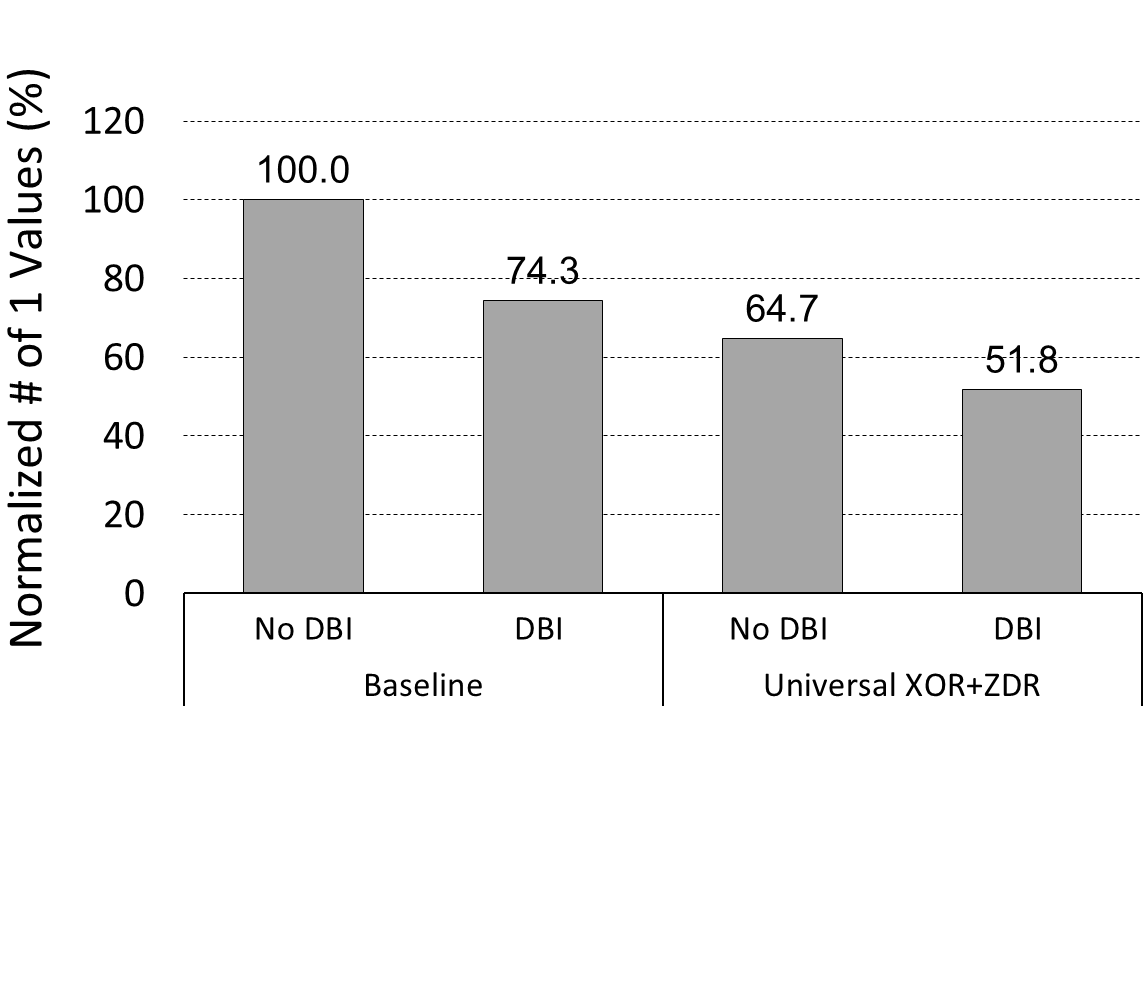 Normalized # of 1 Values (%)
120
100
80
60
40
20
0
100.0
74.3
64.7
51.8
No DBI
DBI
No DBI
DBI
Baseline
Universal XOR+ZDR